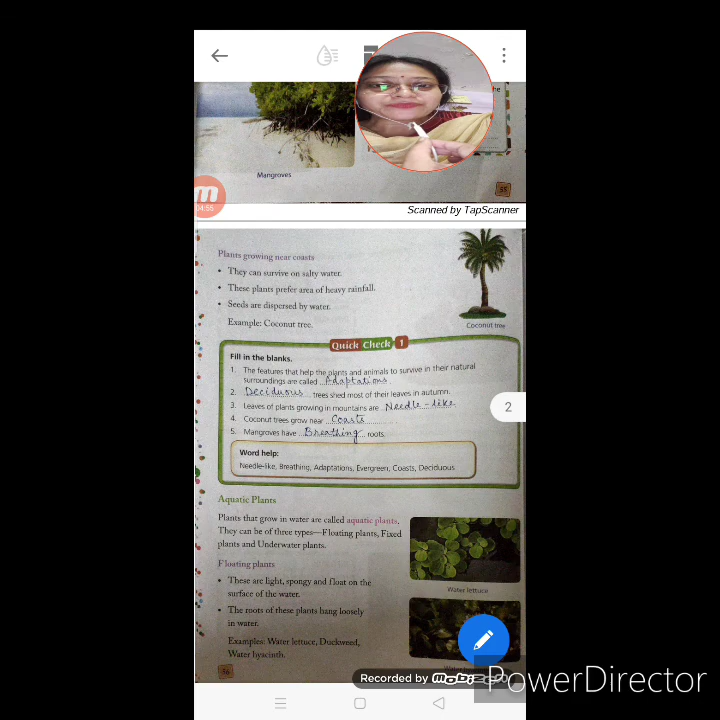 he
Mangroves
55
m
04:55
Scanned by TapScanner
Plants growing near coasts
• They can survive on salty water.
• These plants prefer area of heavy rainfall.
• Seeds are dispersed by water.
Example: Coconut tree.
Coconut tree
Quick Check 1
Fill in the blanks.
1. The features that help the plants and animals to survive in their natural
surroundings are called Adaptations.
2. Deciduous trees shed most of their leaves in autumn.
3. Leaves of plants growing in mountains are Needle-like
4. Coconut trees grow near Coasts
5. Mangroves have Breathing roots.
Word help:
Needle-like, Breathing, Adaptations, Evergreen, Coasts, Deciduous
2
Aquatic Plants
Plants that grow in water are called aquatic plants.
They can be of three types—Floating plants, Fixed
plants and Underwater plants.
Floating plants
• These are light, spongy and float on the
surface of the water.
• The roots of these plants hang loosely
in water.
Examples: Water lettuce, Duckweed,
Water hyacinth.
Water lettuce
56
Recorded by mobizen
PowerDirector